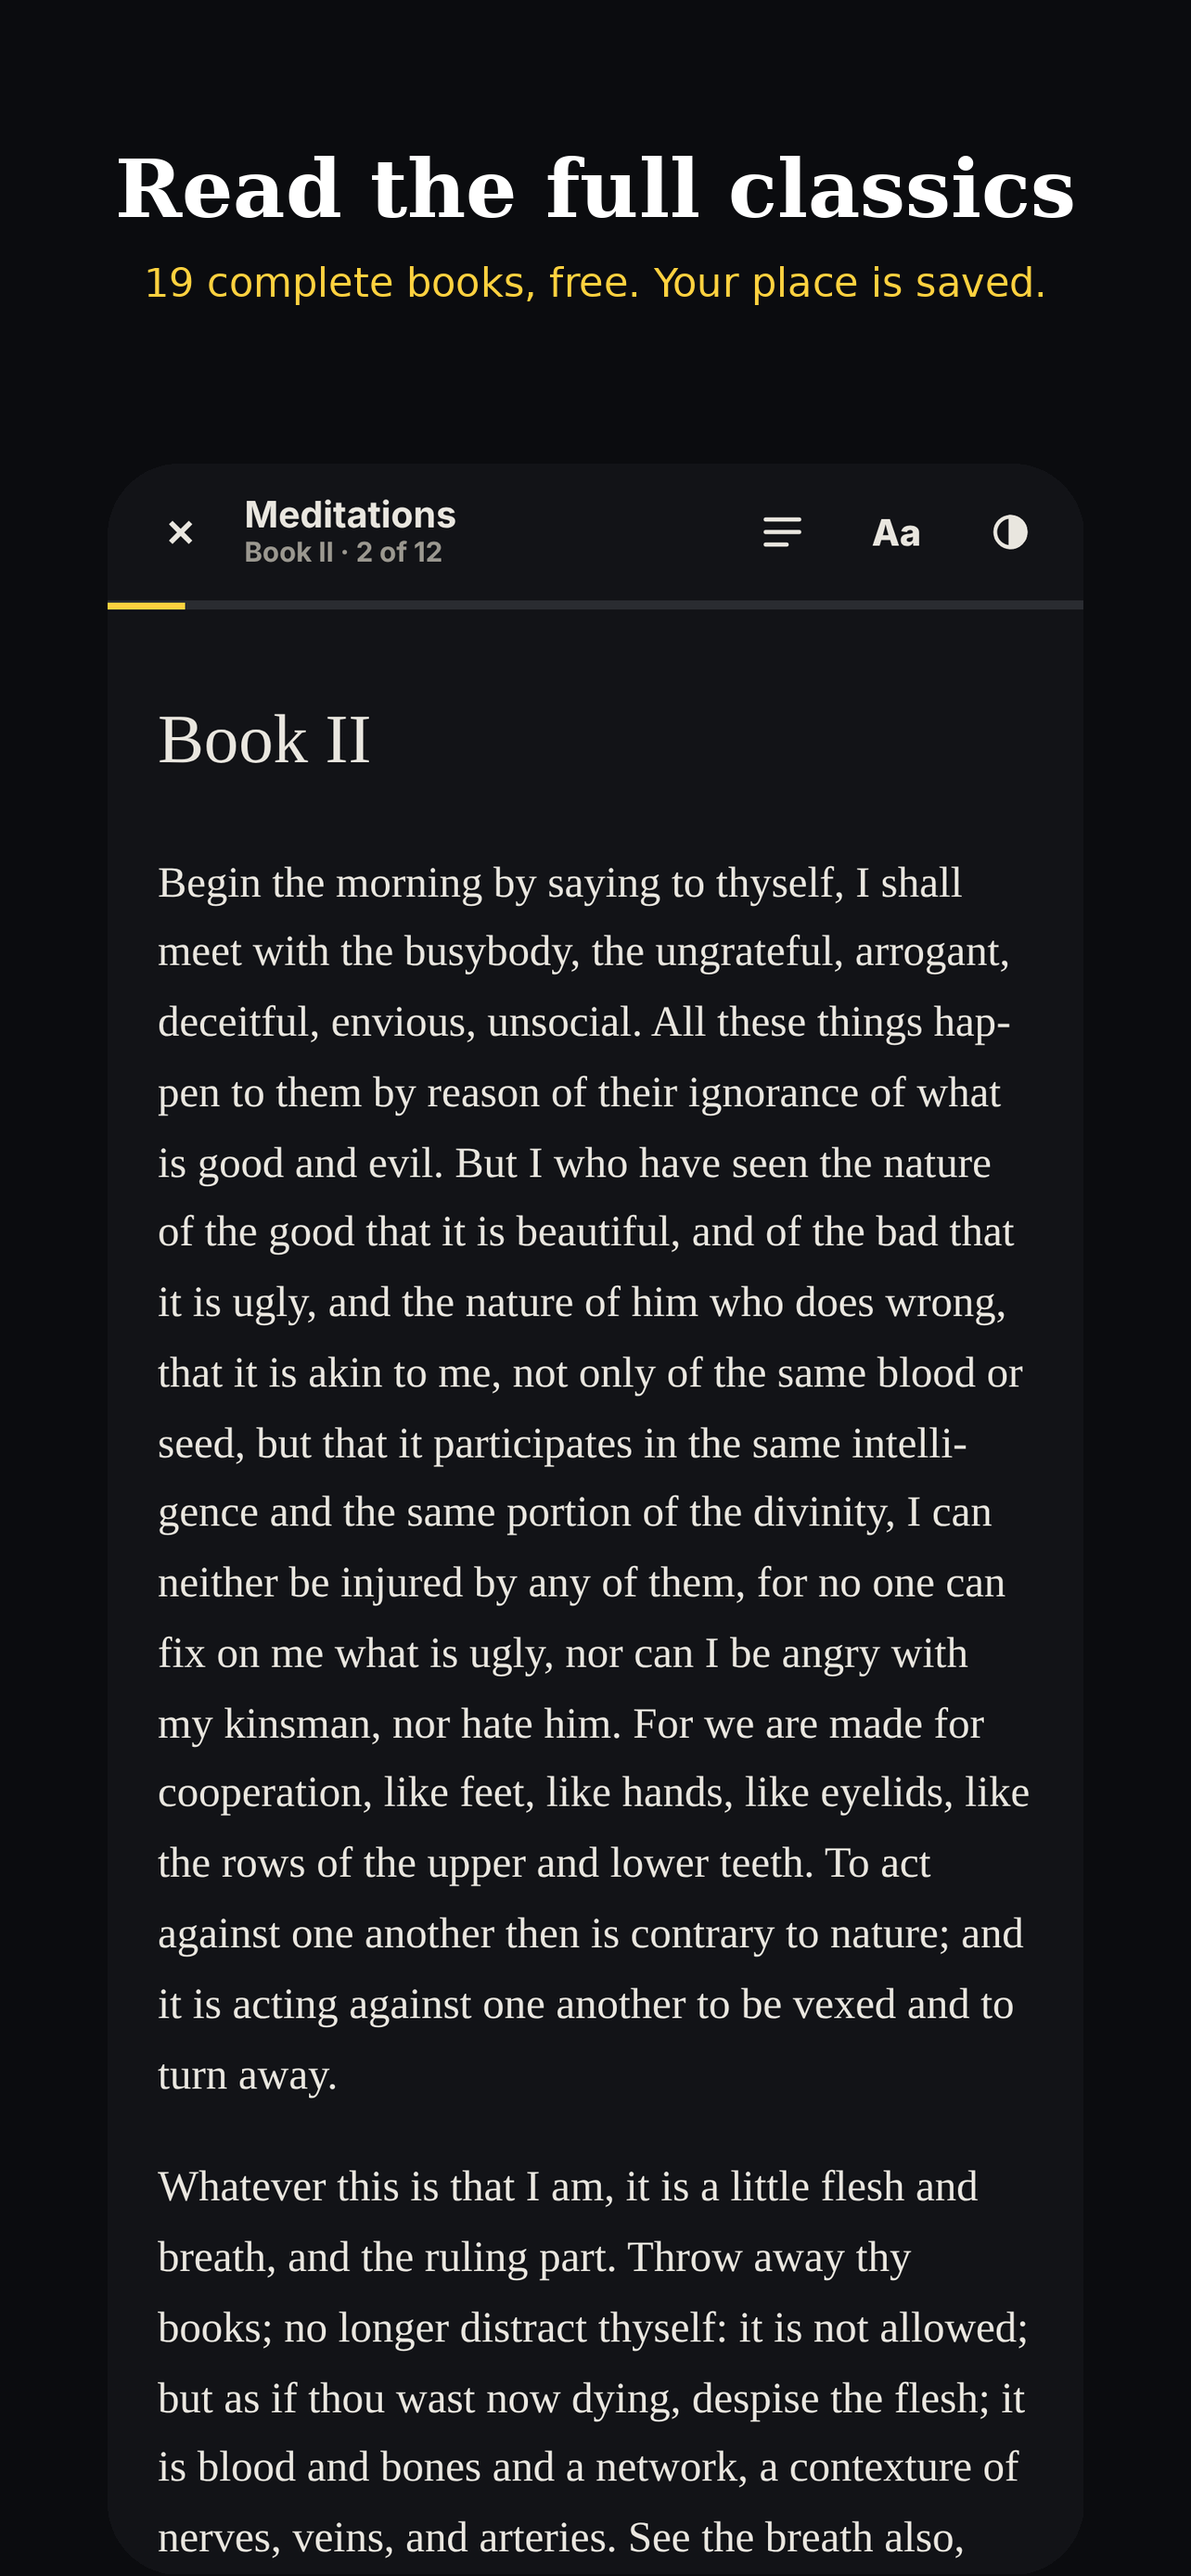 Read the full classics
19 complete books, free. Your place is saved.
Meditations
Book II · 2 of 12
Aa
Book II
Begin the morning by saying to thyself, I shall
meet with the busybody, the ungrateful, arrogant,
deceitful, envious, unsocial. All these things hap-
pen to them by reason of their ignorance of what
is good and evil. But I who have seen the nature
of the good that it is beautiful, and of the bad that
it is ugly, and the nature of him who does wrong,
that it is akin to me, not only of the same blood or
seed, but that it participates in the same intelli-
gence and the same portion of the divinity, I can
neither be injured by any of them, for no one can
fix on me what is ugly, nor can I be angry with
my kinsman, nor hate him. For we are made for
cooperation, like feet, like hands, like eyelids, like
the rows of the upper and lower teeth. To act
against one another then is contrary to nature; and
it is acting against one another to be vexed and to
turn away.
Whatever this is that I am, it is a little flesh and
breath, and the ruling part. Throw away thy
books; no longer distract thyself: it is not allowed;
but as if thou wast now dying, despise the flesh; it
is blood and bones and a network, a contexture of
nerves, veins, and arteries. See the breath also,